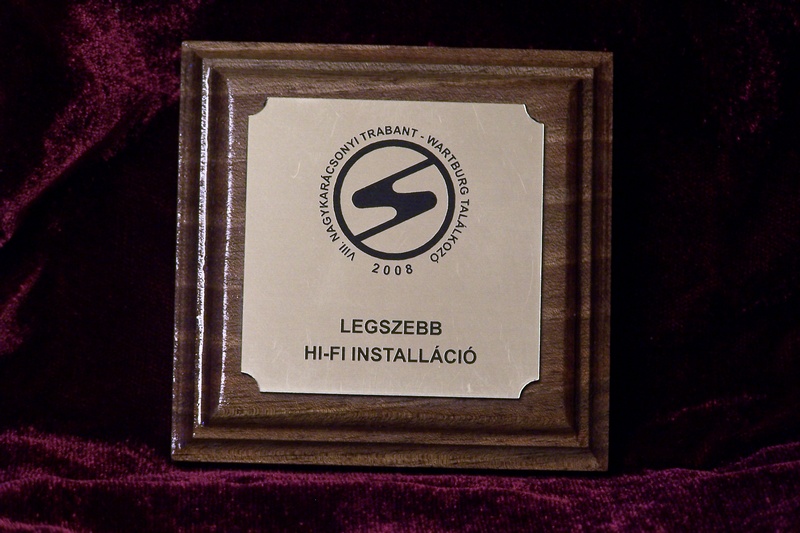 VIII. NAGYKARÁCSONYI TRABANT - WARTBURG TALÁLKOZÓ
2008
LEGSZEBB
HI-FI INSTALLÁCIÓ